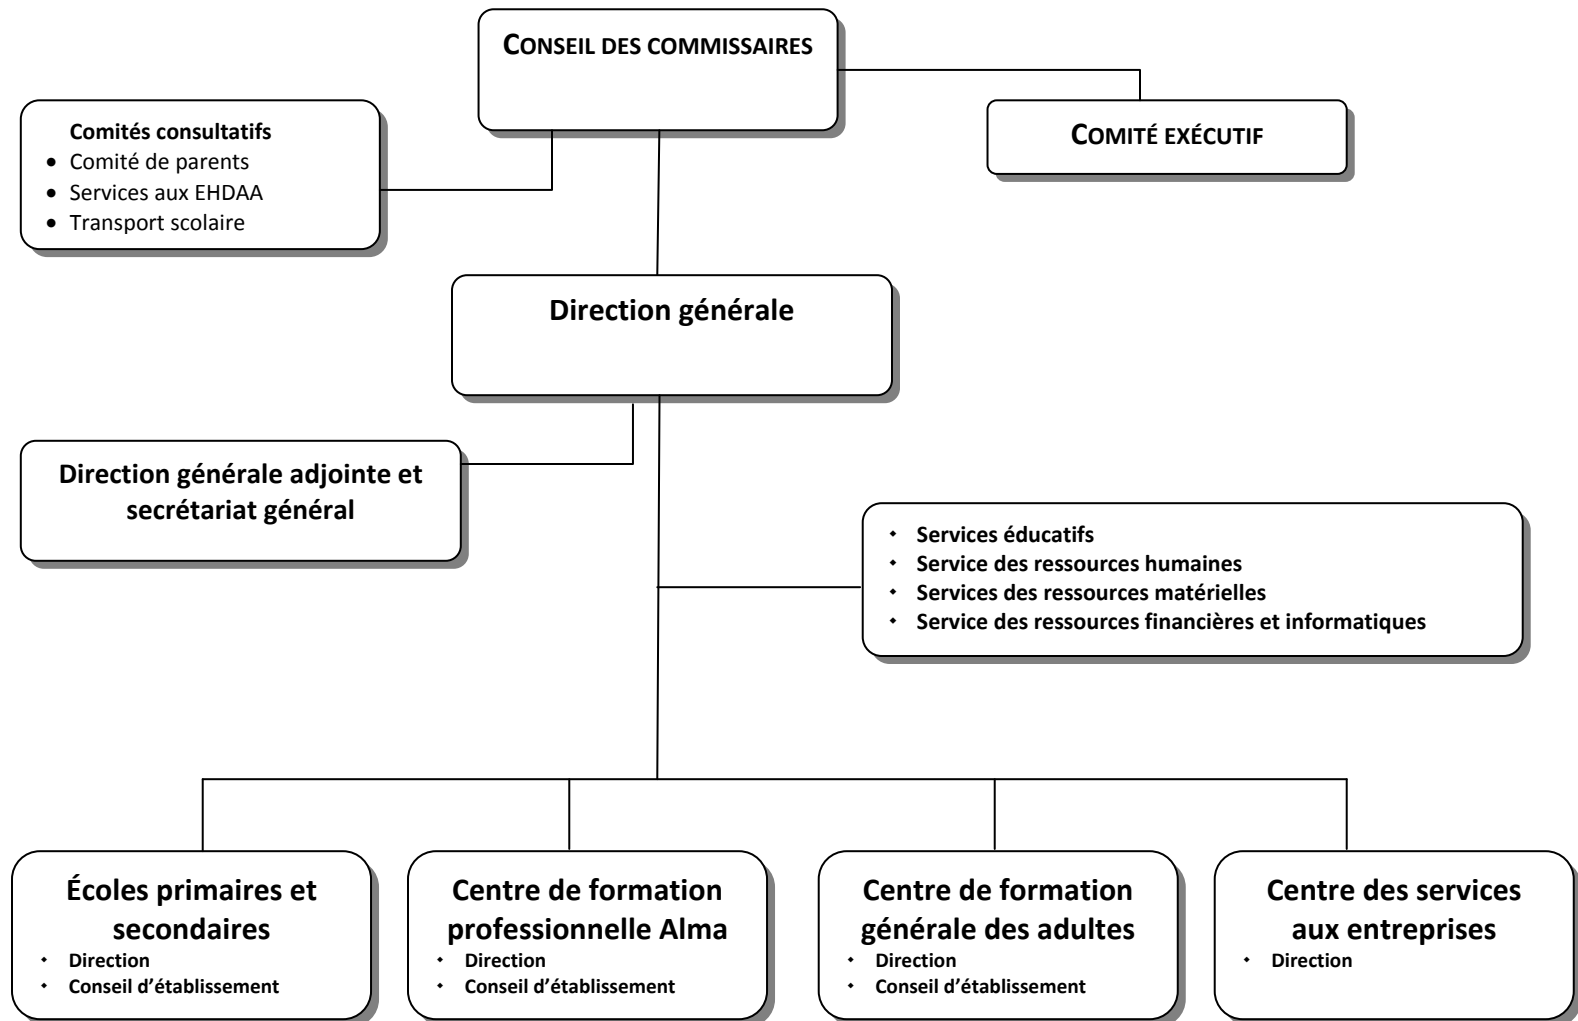 CONSEIL DES COMMISSAIRES
COMITÉ EXÉCUTIF
Comités consultatifs
• Comité de parents
• Services aux EHDAA
• Transport scolaire
Direction générale
Direction générale adjointe et
secrétariat général
• Services éducatifs
• Service des ressources humaines
• Services des ressources matérielles
• Service des ressources financières et informatiques
Écoles primaires et
secondaires
• Direction
• Conseil d’établissement
Centre de formation
professionnelle Alma
• Direction
• Conseil d’établissement
Centre de formation
générale des adultes
• Direction
• Conseil d’établissement
Centre des services
aux entreprises
• Direction